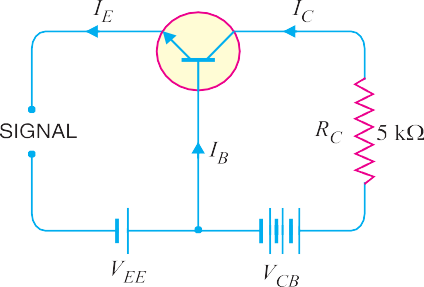 I_E
I_C
SIGNAL
R_C
5 kΩ
I_B
V_EE
V_CB